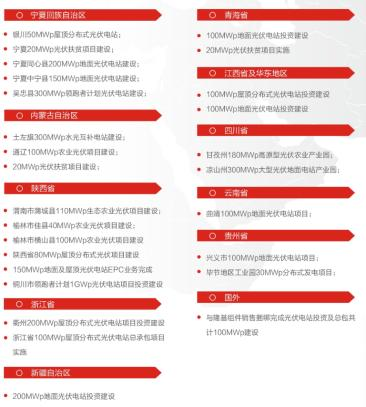 宁夏回族自治区
银川50MWp屋顶分布式光伏电站；
宁夏20MWp光伏扶贫项目建设；
宁夏同心县200MWp地面光伏电站建设；
宁夏中宁县150MWp地面光伏电站建设；
吴忠县300MWp领跑者计划光伏电站建设；
内蒙古自治区
土左旗300MWp水光互补电站建设；
通辽100MWp农业光伏项目建设；
20MWp光伏扶贫项目建设；
陕西省
渭南市蒲城县110MWp生态农业光伏项目建设；
榆林市佳县40MWp农业光伏项目建设；
榆林市横山县100MWp农业光伏项目建设
陕西省80MWp屋顶分布式光伏项目建设
150MWp地面及屋顶光伏电站EPC业务完成
铜川市领跑者计划1GWp光伏电站项目投资建设
浙江省
衢州200MWp屋顶分布式光伏电站项目投资建设
浙江省100MWp屋顶分布式光伏电站总承包项目
实施
新疆自治区
200MWp地面光伏电站投资建设
青海省
100MWp地面光伏电站投资建设
20MWp光伏扶贫项目实施
江西省及华东地区
100MWp屋顶分布式光伏电站投资建设
100MWp地面光伏电站投资建设
四川省
甘孜州180MWp高原型光伏农业产业园；
凉山州300MWp大型光伏地面电站产业园；
云南省
曲靖100MWp地面光伏电站项目；
贵州省
兴义市100MWp地面光伏电站项目；
毕节地区工业园30MWp分布式发电项目；
国外
与隆基组件销售捆绑完成光伏电站投资及总包共
计100MWp建设